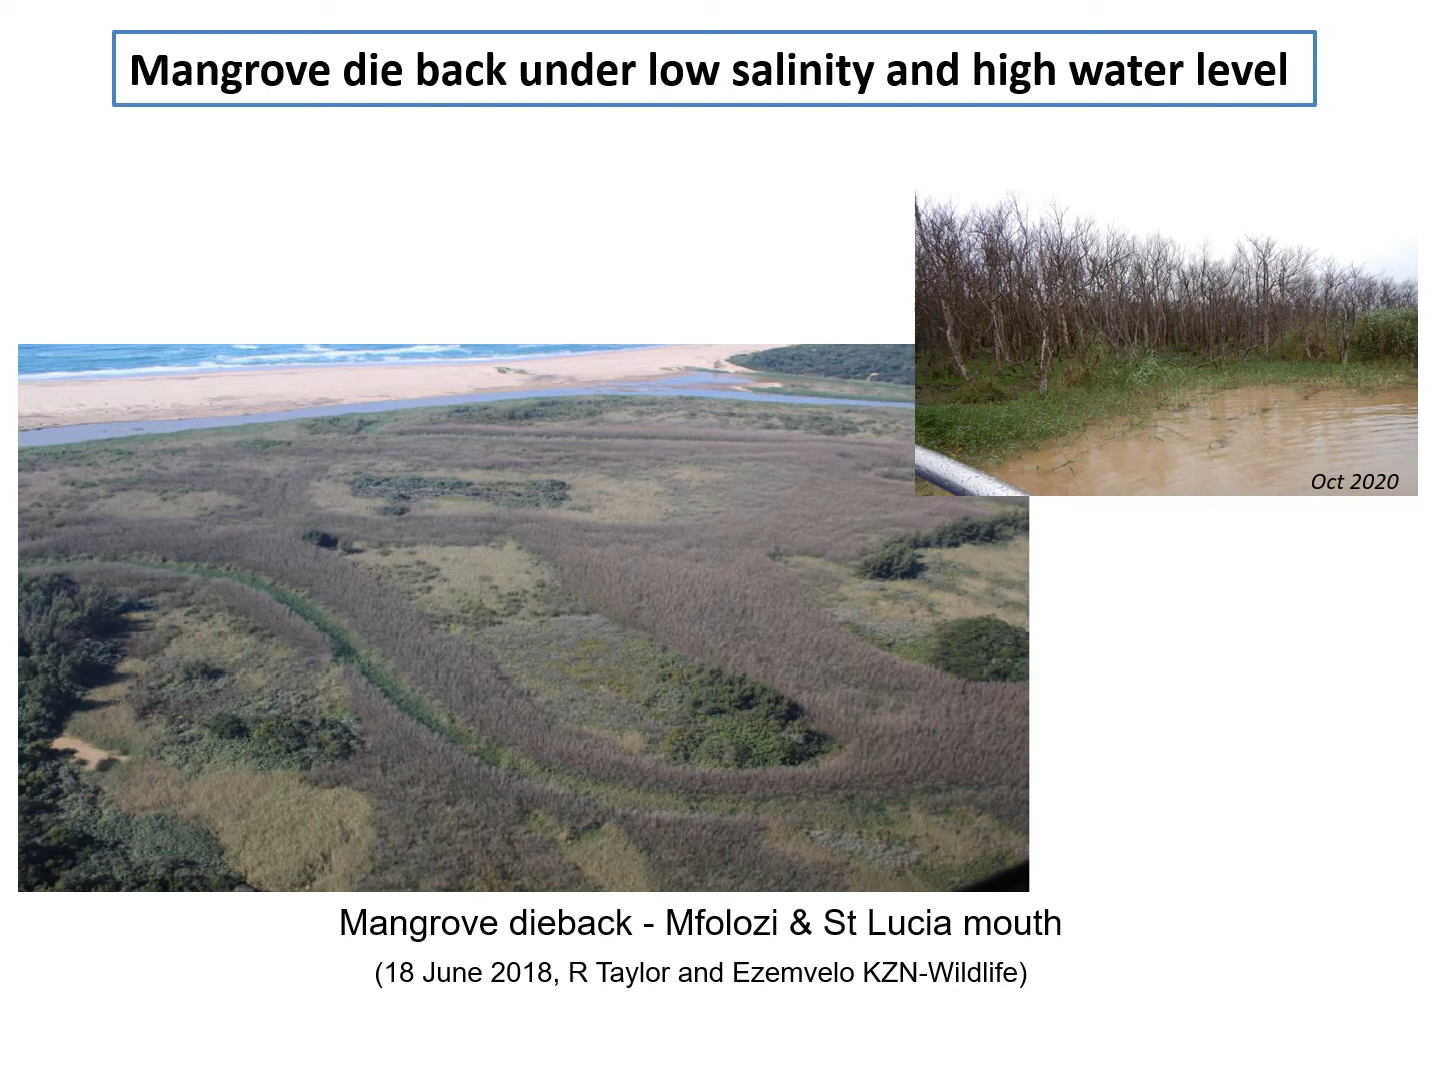 Mangrove die back under low salinity and high water level
Oct 2020
Mangrove dieback - Mfolozi & St Lucia mouth
(18 June 2018, R Taylor and Ezemvelo KZN-Wildlife)